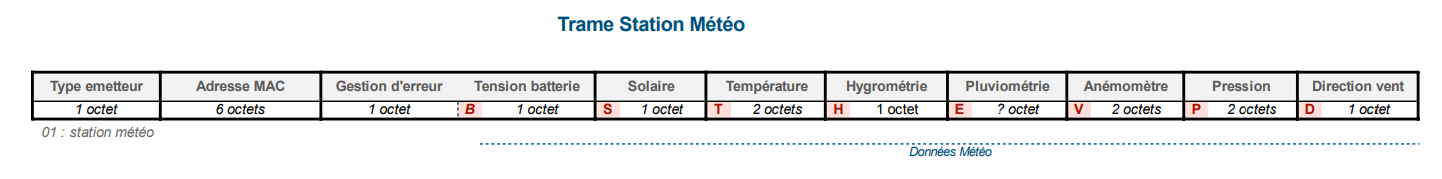 Trame Station Météo
Type emetteur Adresse MAC Gestion d'erreur Tension batterie Solaire Température Hygrométrie Pluviométrie Anémomètre Pression Direction vent
1 octet 6 octets 1 octet B 1 octet S 1 octet T 2 octets H 1 octet E ? octet V 2 octets P 2 octets D 1 octet
01 : station météo
Données Météo